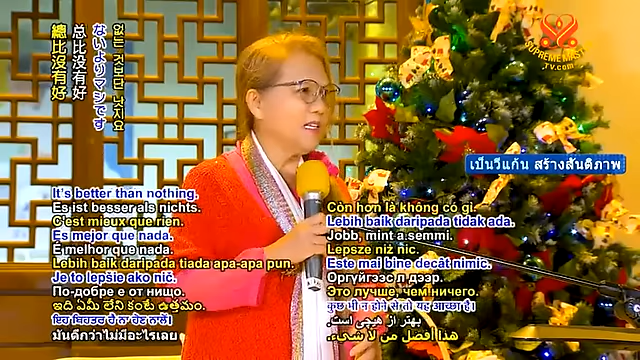 總比沒有好
总比没有好
ないよりマシです
없는 것보단 낫지요
SUPREME MASTER
TV.com
เป็นวีแก้น สร้างสันติภาพ
It's better than nothing.
Es ist besser als nichts.
C'est mieux que rien.
Es mejor que nada.
É melhor que nada.
Lebih baik daripada tiada apa-apa pun.
Je to lepšie ako nič.
По-добре е от нищо.
ఇది ఏమీ లేని కంటే ఉత్తమం.
ਇਹ ਬਿਹਤਰ ਹੈ ਨਾ ਹੋਣ ਨਾਲੋਂ।
มันดีกว่าไม่มีอะไรเลย
Còn hơn là không có gì.
Lebih baik daripada tidak ada.
Jobb, mint a semmi.
Lepsze niż nic.
Este mai bine decât nimic.
Оргүйгээс л дээр.
Это лучше, чем ничего.
कुछ भी न होने से तो यह अच्छा है।
بهتر از هیچی است.
هذا أفضل من لا شيء.